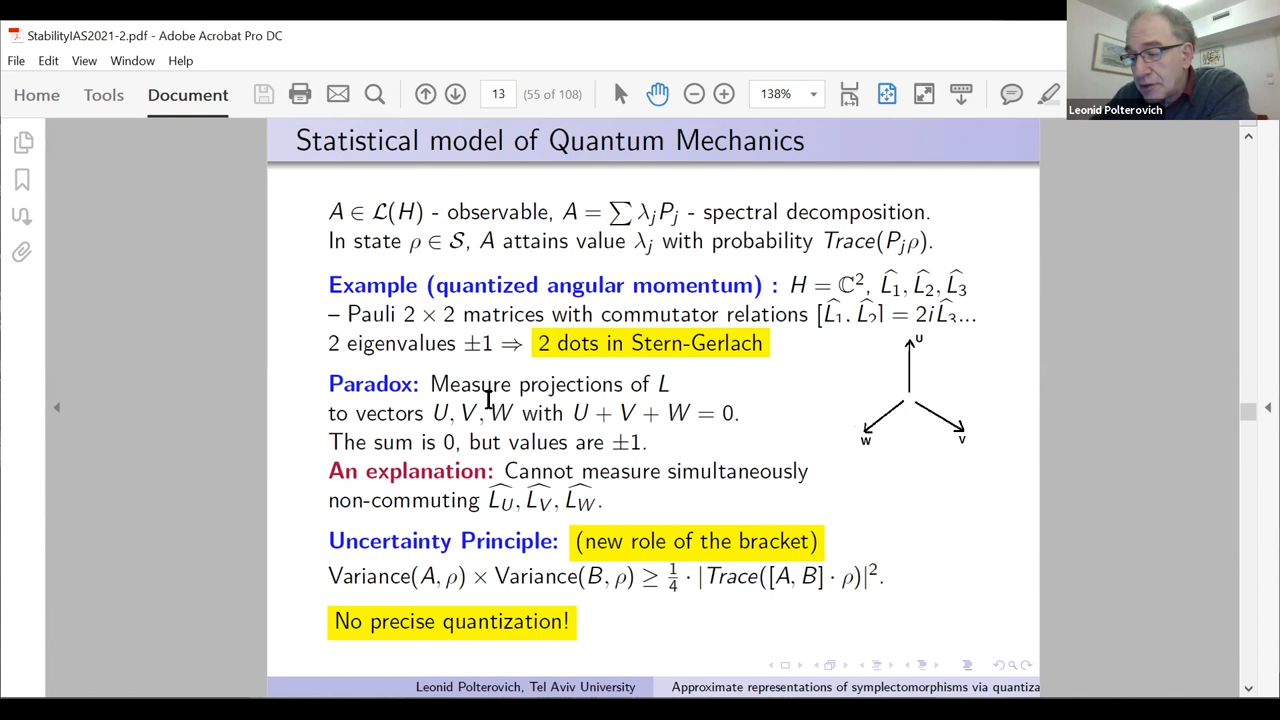 StabilityIAS2021-2.pdf - Adobe Acrobat Pro DC
File Edit View Window Help
Home Tools Document 13 (55 of 108) 138%
Leonid Polterovich
Statistical model of Quantum Mechanics
A ∈ ℒ(H) - observable, A = ∑ λⱼPⱼ - spectral decomposition.
In state ρ ∈ 𝒮, A attains value λⱼ with probability Trace(Pⱼρ).
Example (quantized angular momentum) : H = ℂ², L̂₁, L̂₂, L̂₃
– Pauli 2 × 2 matrices with commutator relations [L̂₁, L̂₂] = 2iL̂₃...
2 eigenvalues ±1 ⇒ 2 dots in Stern-Gerlach
Paradox: Measure projections of L
to vectors U, V, W with U + V + W = 0.
The sum is 0, but values are ±1.
U
W
V
An explanation: Cannot measure simultaneously
non-commuting L̂_U, L̂_V, L̂_W.
Uncertainty Principle: (new role of the bracket)
Variance(A, ρ) × Variance(B, ρ) ≥ ¼ · |Trace([A, B] · ρ)|².
No precise quantization!
Leonid Polterovich, Tel Aviv University Approximate representations of symplectomorphisms via quantiza